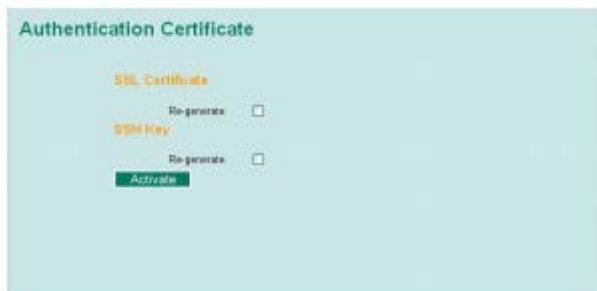 Authentication Certificate
SSL Certificate
Re-generate
SSH Key
Re-generate
Activate